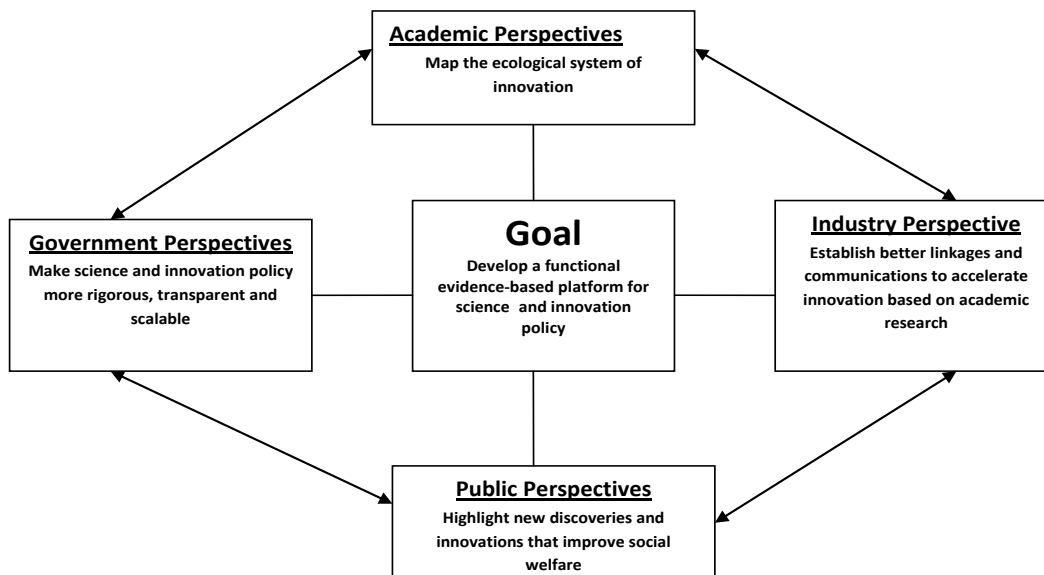 Academic Perspectives
Map the ecological system of
innovation
Government Perspectives
Make science and innovation policy
more rigorous, transparent and
scalable
Goal
Develop a functional
evidence-based platform for
science and innovation
policy
Industry Perspective
Establish better linkages and
communications to accelerate
innovation based on academic
research
Public Perspectives
Highlight new discoveries and
innovations that improve social
welfare